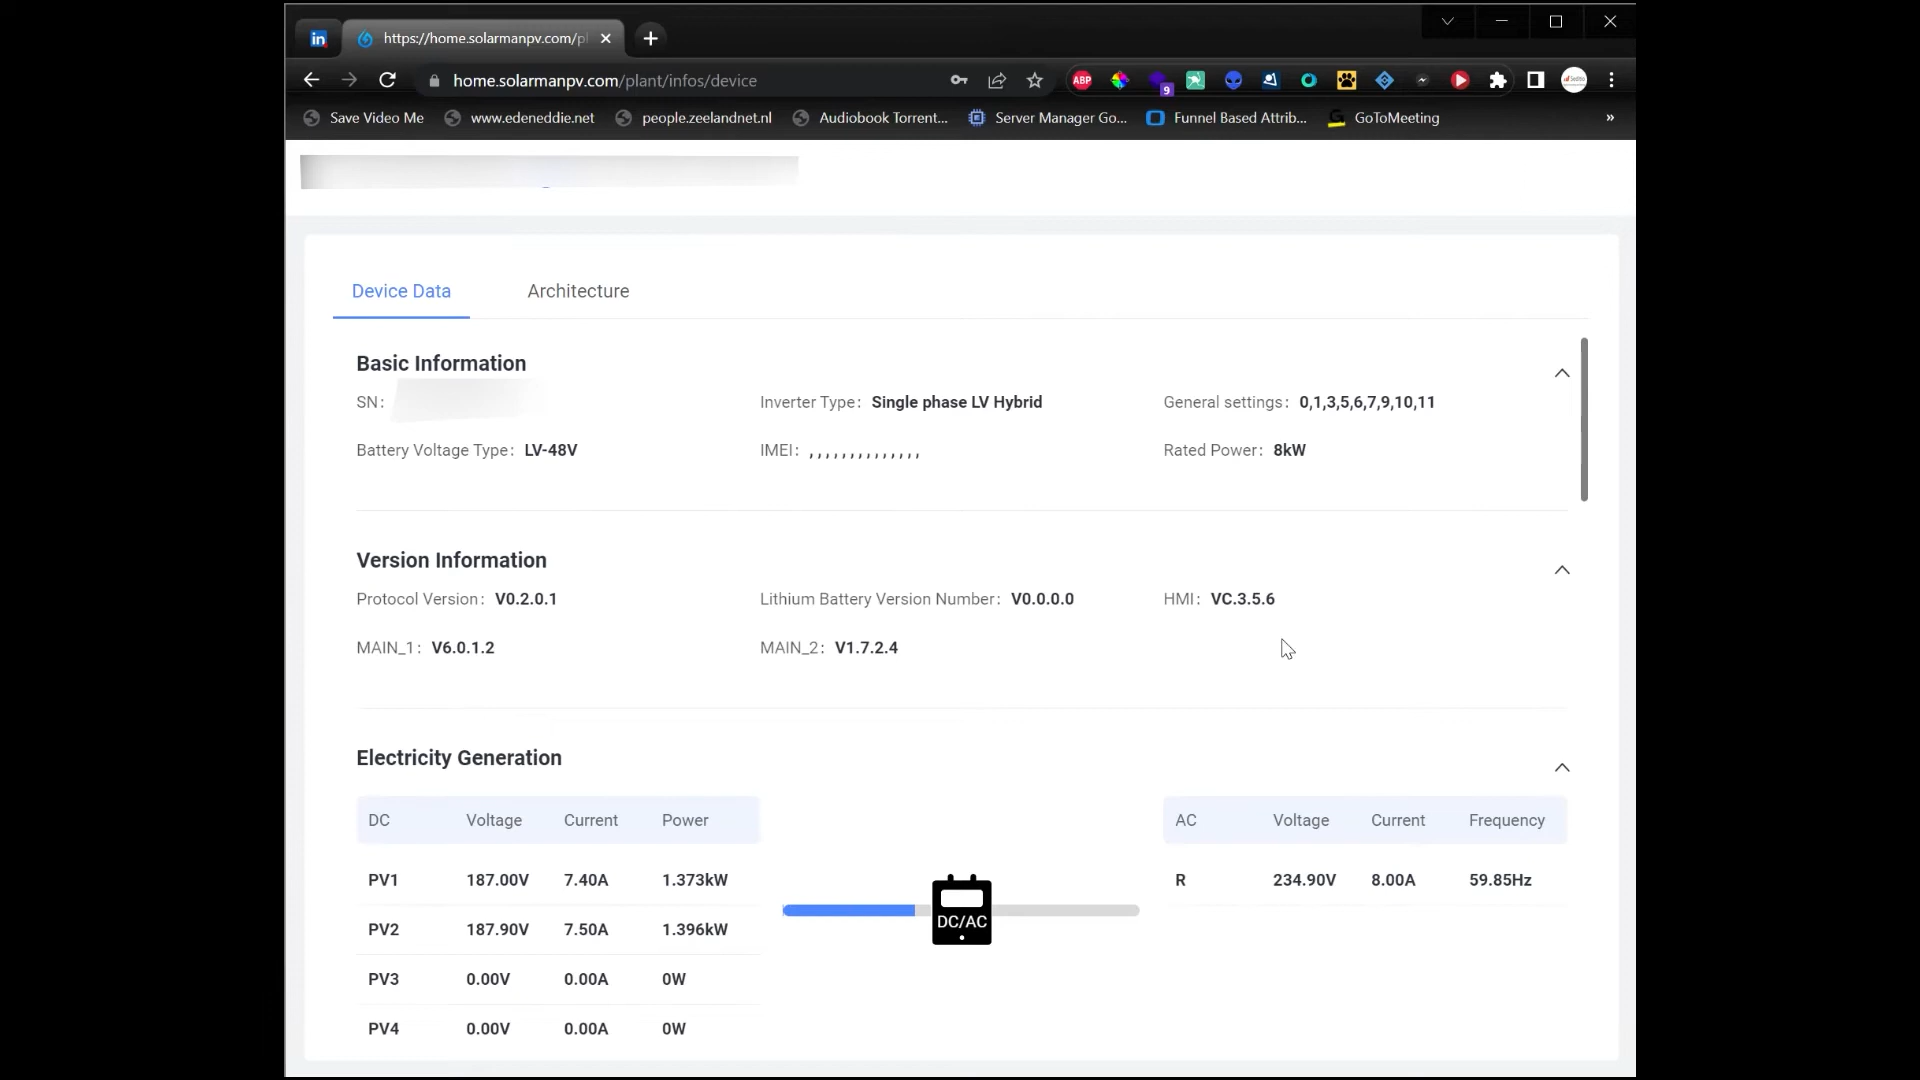 in https://home.solarmanpv.com/pl
home.solarmanpv.com/plant/infos/device ABP 9
Save Video Me www.edeneddie.net people.zeelandnet.nl Audiobook Torrent... Server Manager Go... Funnel Based Attrib... GoToMeeting »
Device Data Architecture
Basic Information
SN: Inverter Type: Single phase LV Hybrid General settings: 0,1,3,5,6,7,9,10,11
Battery Voltage Type: LV-48V IMEI: ,,,,,,,,,,,,,, Rated Power: 8kW
Version Information
Protocol Version: V0.2.0.1 Lithium Battery Version Number: V0.0.0.0 HMI: VC.3.5.6
MAIN_1: V6.0.1.2 MAIN_2: V1.7.2.4
Electricity Generation
DC Voltage Current Power AC Voltage Current Frequency
PV1 187.00V 7.40A 1.373kW R 234.90V 8.00A 59.85Hz
DC/AC
PV2 187.90V 7.50A 1.396kW
PV3 0.00V 0.00A 0W
PV4 0.00V 0.00A 0W